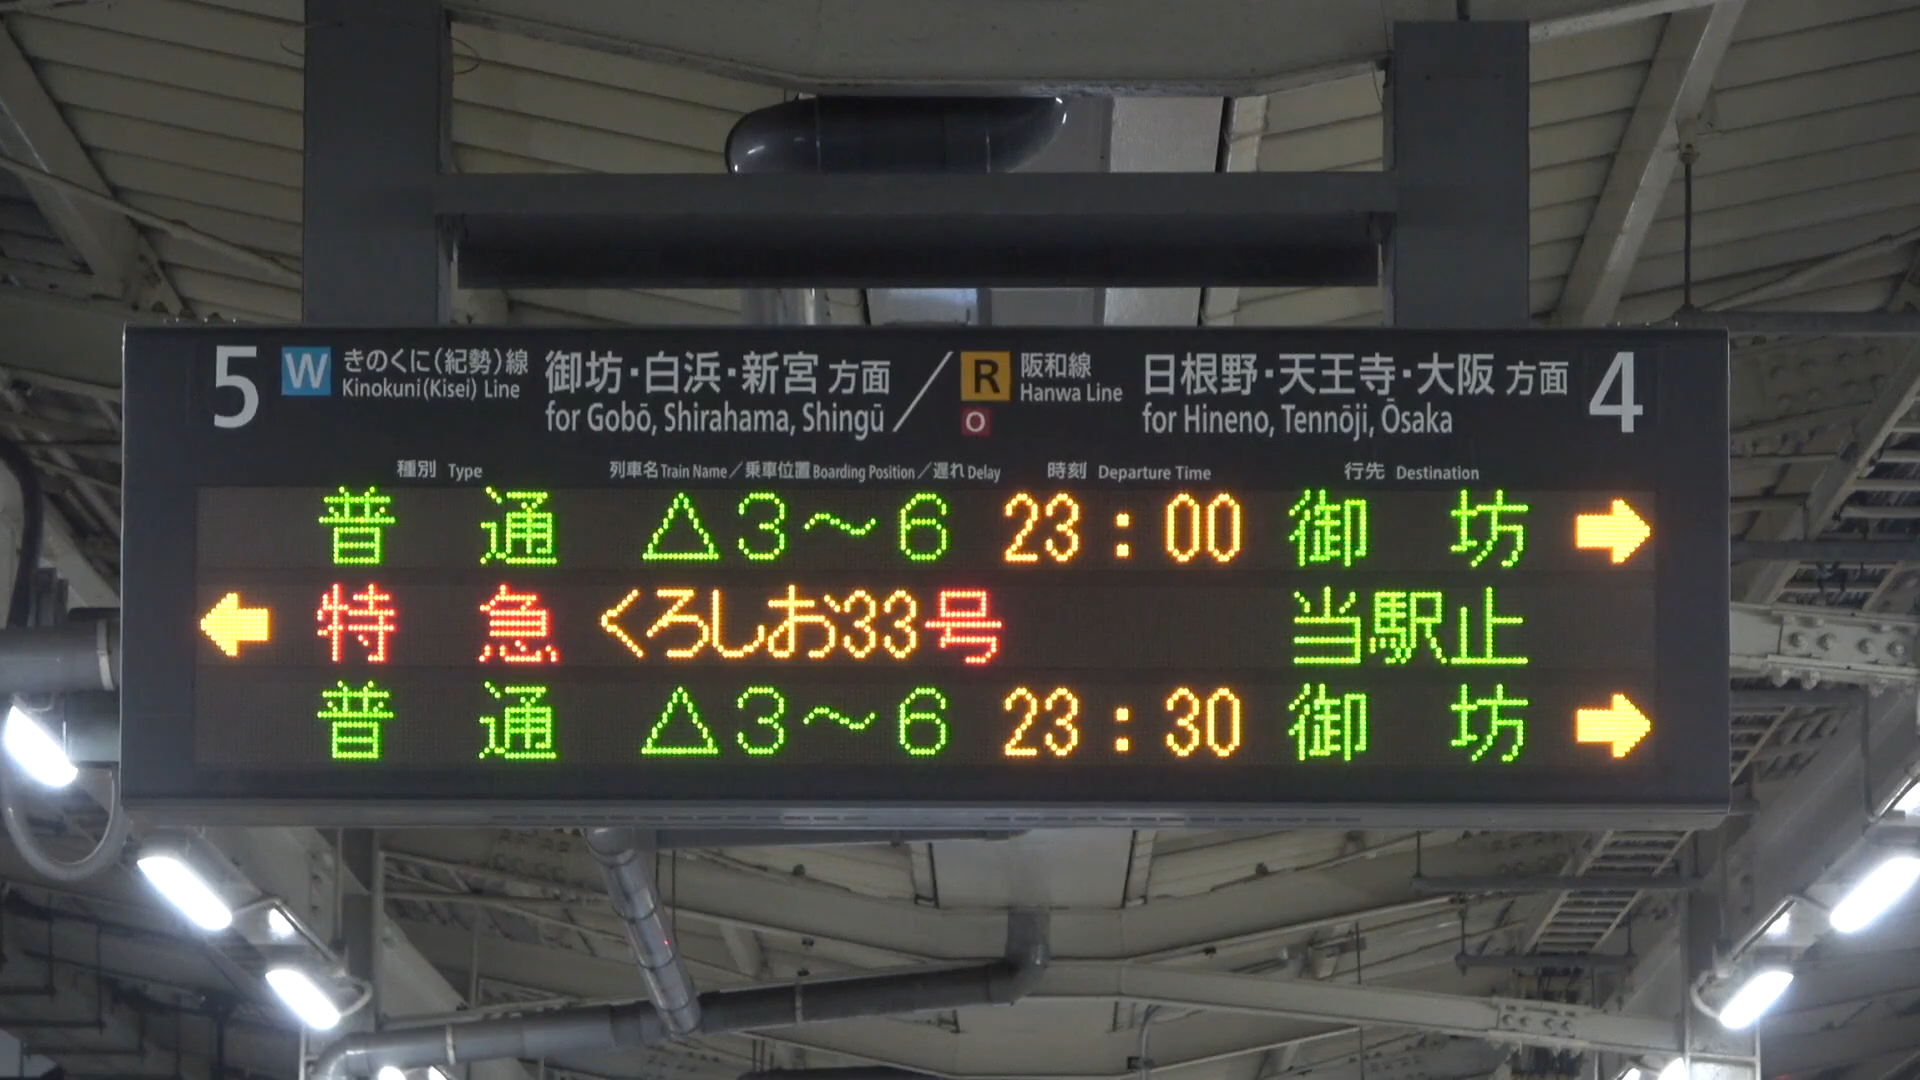 5 W きのくに(紀勢)線 御坊・白浜・新宮 方面 / R 阪和線 日根野・天王寺・大阪 方面 4
Kinokuni(Kisei) Line for Gobō, Shirahama, Shingū O Hanwa Line for Hineno, Tennōji, Ōsaka
種別 Type 列車名 Train Name/乗車位置 Boarding Position/遅れ Delay 時刻 Departure Time 行先 Destination
普通 △3～6 23:00 御坊 →
← 特急 くろしお33号 当駅止
普通 △3～6 23:30 御坊 →